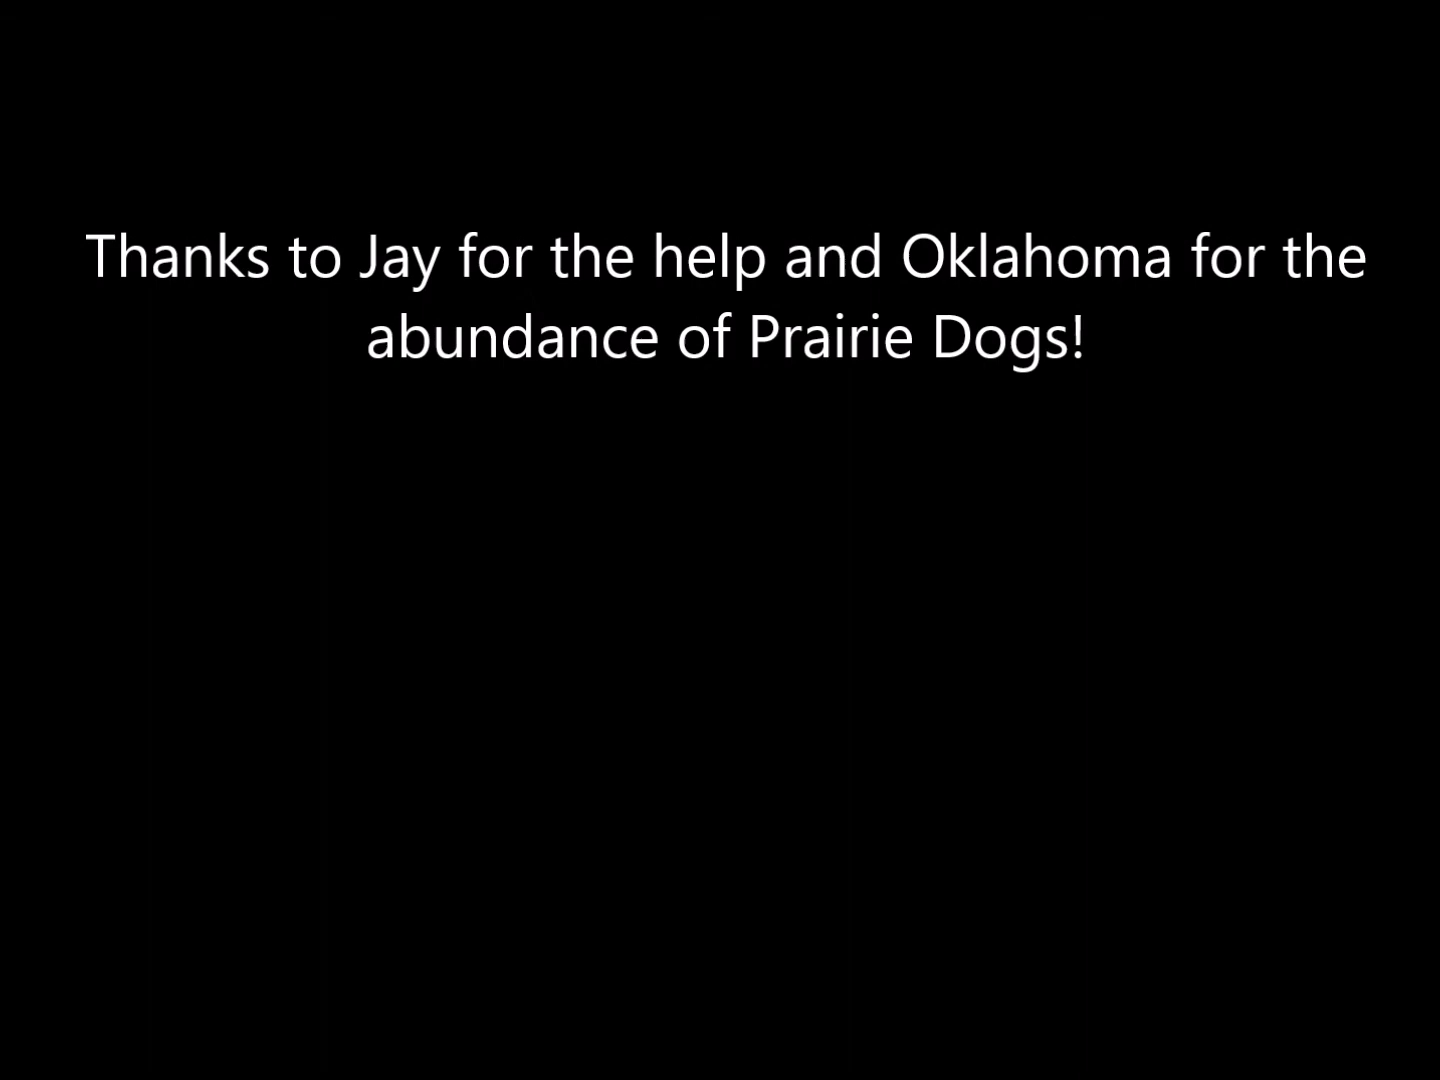 Thanks to Jay for the help and Oklahoma for the
abundance of Prairie Dogs!